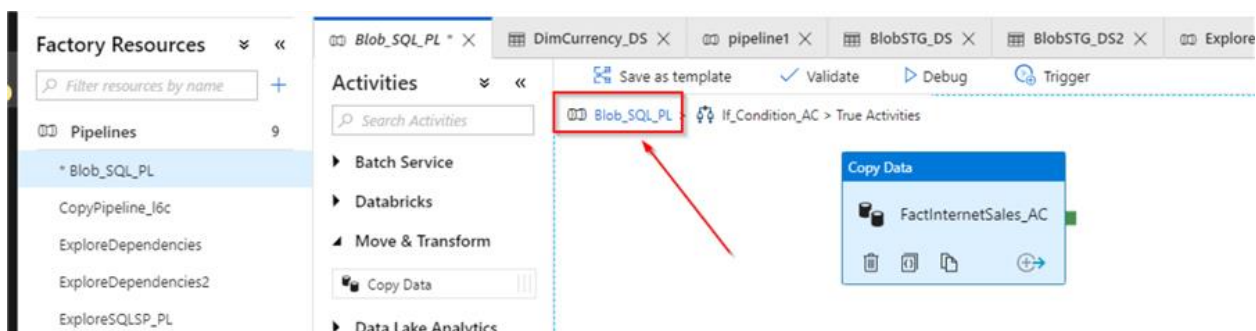 Factory Resources
Filter resources by name
Pipelines 9
* Blob_SQL_PL
CopyPipeline_l6c
ExploreDependencies
ExploreDependencies2
ExploreSQLSP_PL
Blob_SQL_PL *
DimCurrency_DS
pipeline1
BlobSTG_DS
BlobSTG_DS2
Explore
Activities
Search Activities
Batch Service
Databricks
Move & Transform
Copy Data
Data Lake Analytics
Save as template Validate Debug Trigger
Blob_SQL_PL > If_Condition_AC > True Activities
Copy Data
FactInternetSales_AC